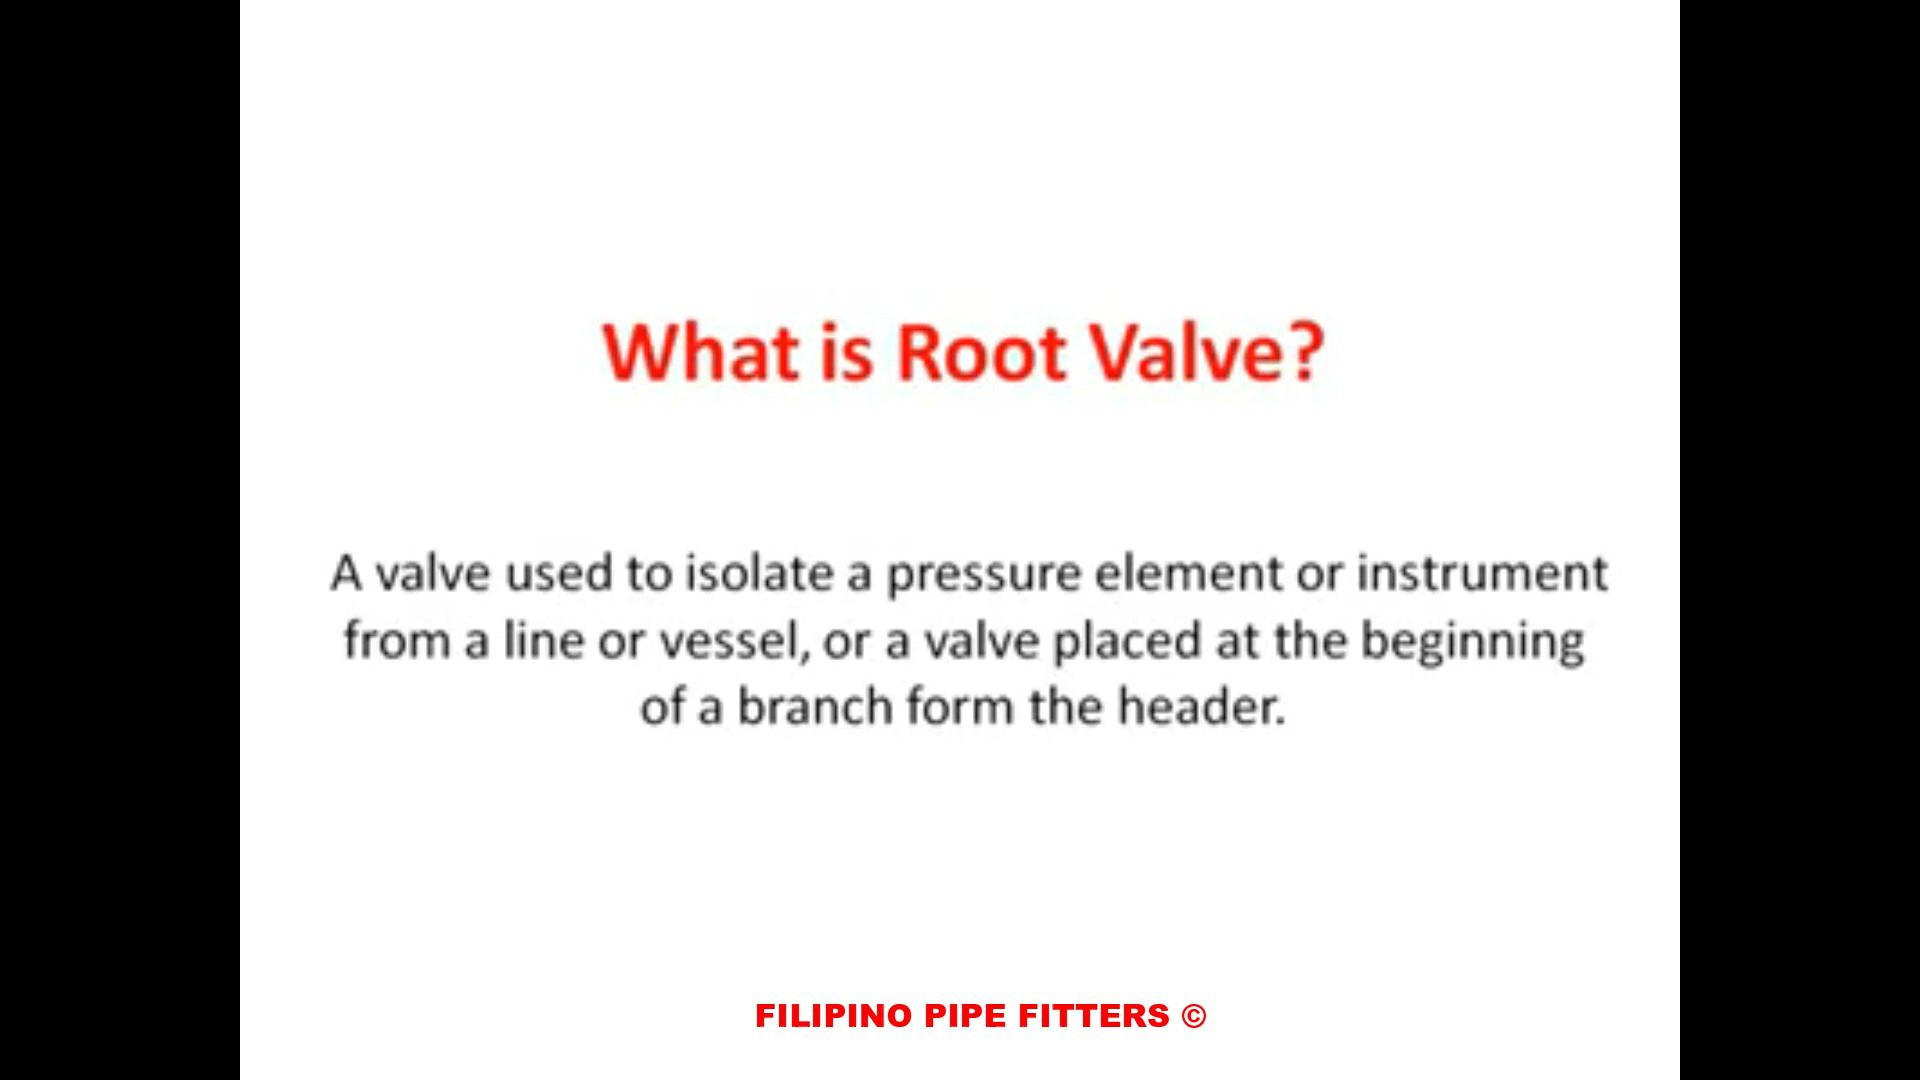 What is Root Valve?
A valve used to isolate a pressure element or instrument
from a line or vessel, or a valve placed at the beginning
of a branch form the header.
FILIPINO PIPE FITTERS ©